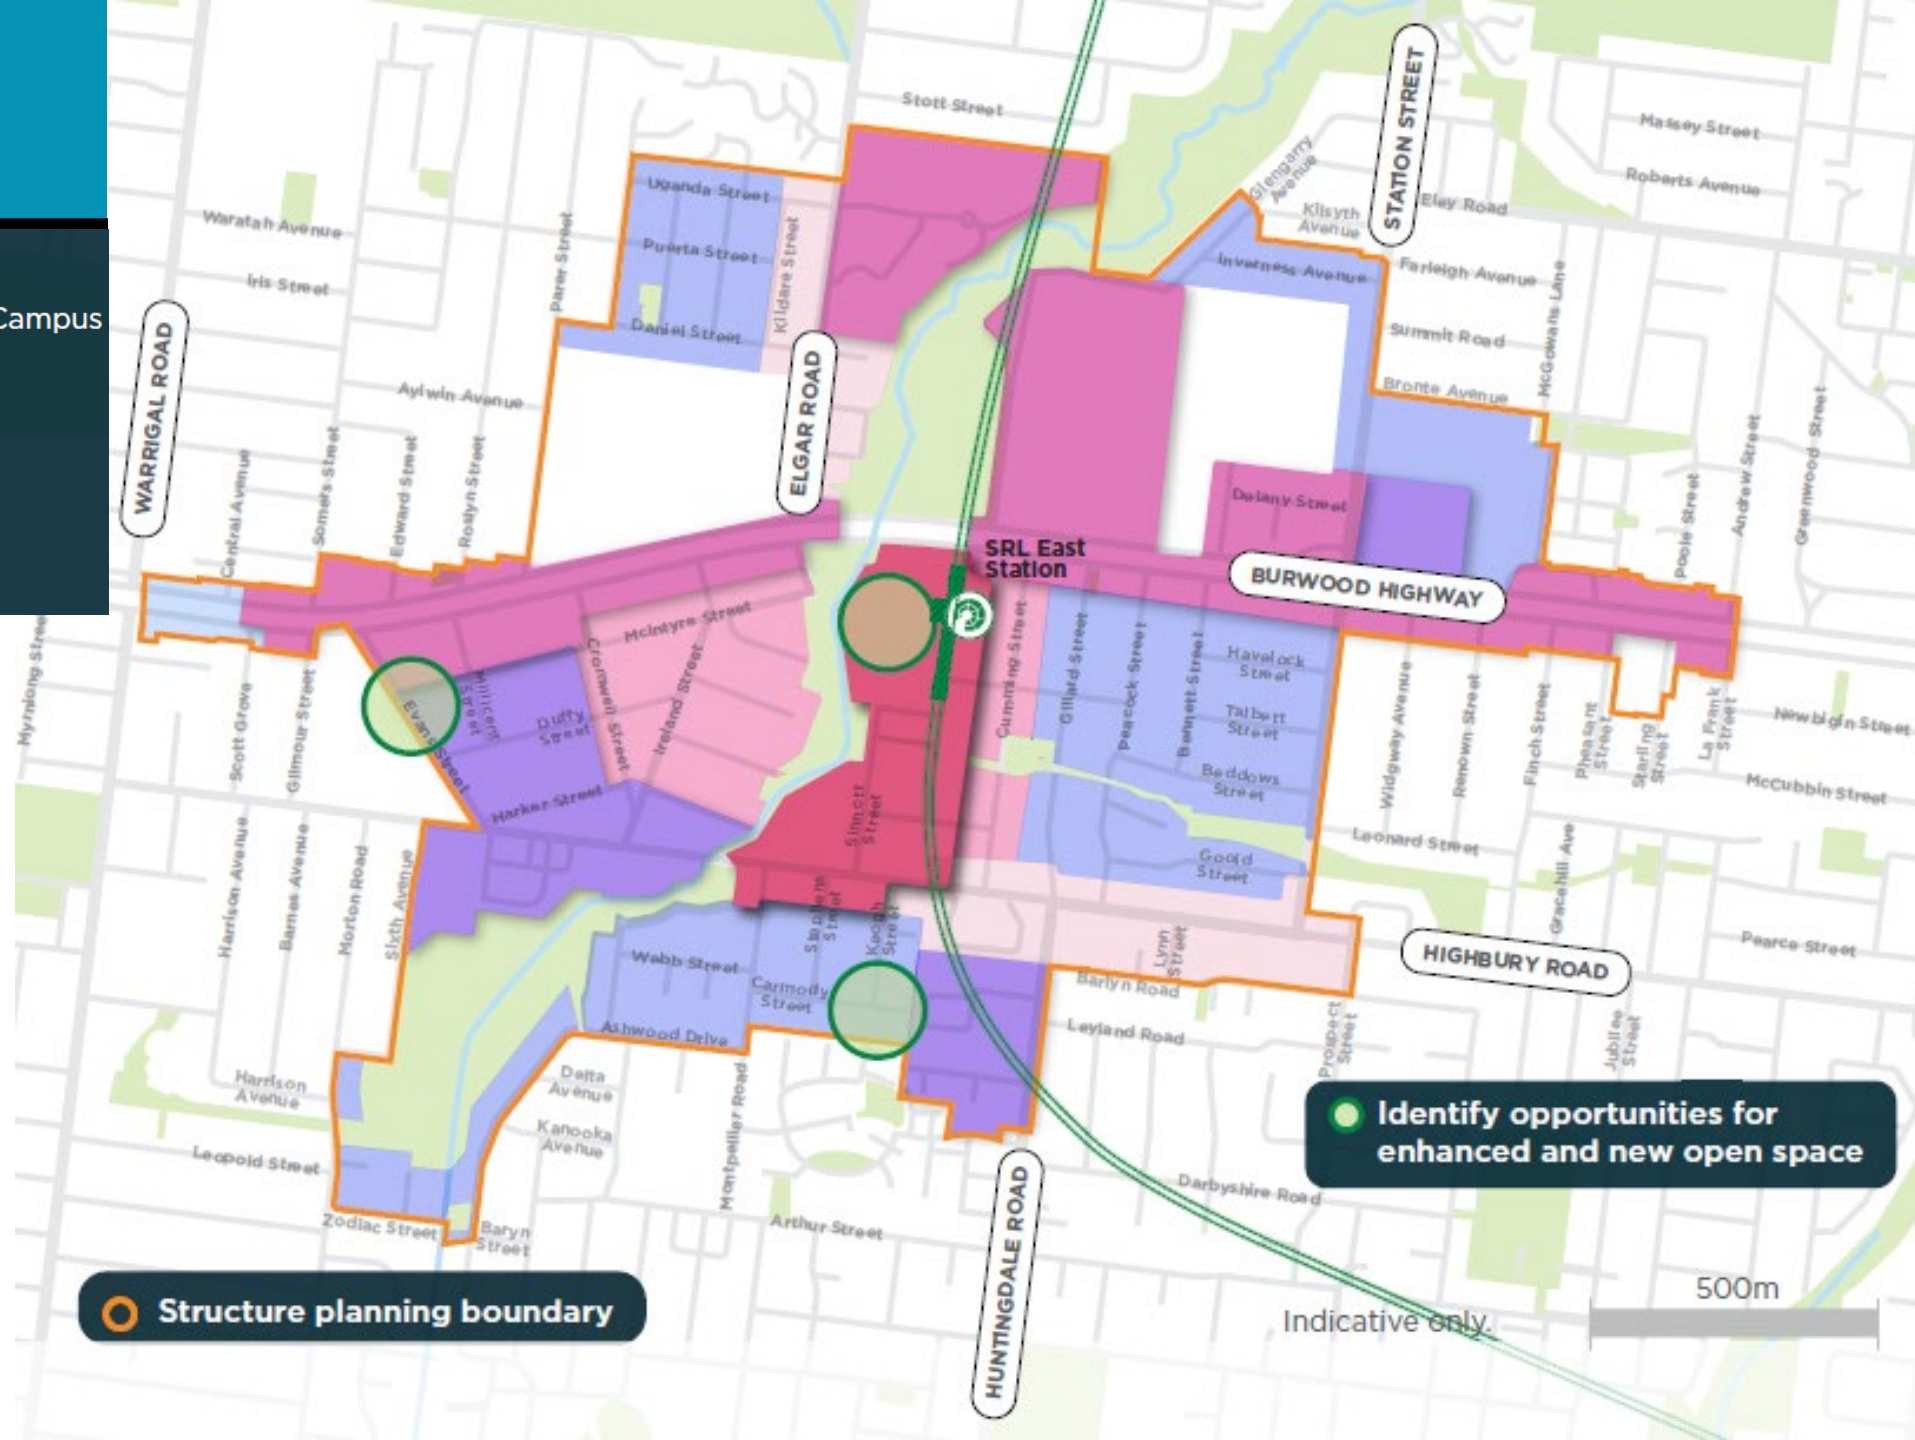 Campus
Stott Street
STATION STREET
Massey Street
Roberts Avenue
Glengarry
Avenue
Elay Road
Kilsyth
Avenue
Uganda Street
Waratah Avenue
Parer Street
Puerta Street
Kildare Street
Inverness Avenue
Farleigh Avenue
McGowans Lane
Iris Street
Daniel Street
Summit Road
WARRIGAL ROAD
ELGAR ROAD
Aylwin Avenue
Bronte Avenue
Central Avenue
Somers Street
Edward Street
Roslyn Street
Andrew Street
Greenwood Street
Poole Street
Delany Street
SRL East
Station
BURWOOD HIGHWAY
McIntyre Street
Cumming Street
Gillard Street
Peacock Street
Bennett Street
Havelock
Street
Talbett
Street
Beddows
Street
Myrniong Stree
Scott Grove
Gilmour Street
Evans Street
Milicent
Street
Duffy
Street
Cromwell Street
Ireland Street
Widgway Avenue
Renown Street
Finch Street
Pheasant
Street
Starling
Street
La Frank
Street
Newbigin Street
McCubbin Street
Harker Street
Sinnott
Street
Goold
Street
Leonard Street
Harrison Avenue
Barnes Avenue
Morton Road
Sixth Avenue
Gracehill Ave
Stephens
Street
Keogh
Street
Lynn
Street
Pearce Street
HIGHBURY ROAD
Webb Street
Carmody
Street
Barlyn Road
Ashwood Drive
Leyland Road
Prospect
Street
Jubilee
Street
Harrison
Avenue
Delta
Avenue
Kanooka
Avenue
Montpellier Road
Identify opportunities for
enhanced and new open space
Leopold Street
Darbyshire Road
Zodiac Street
Baryn
Street
Arthur Street
HUNTINGDALE ROAD
Structure planning boundary
Indicative only.
500m